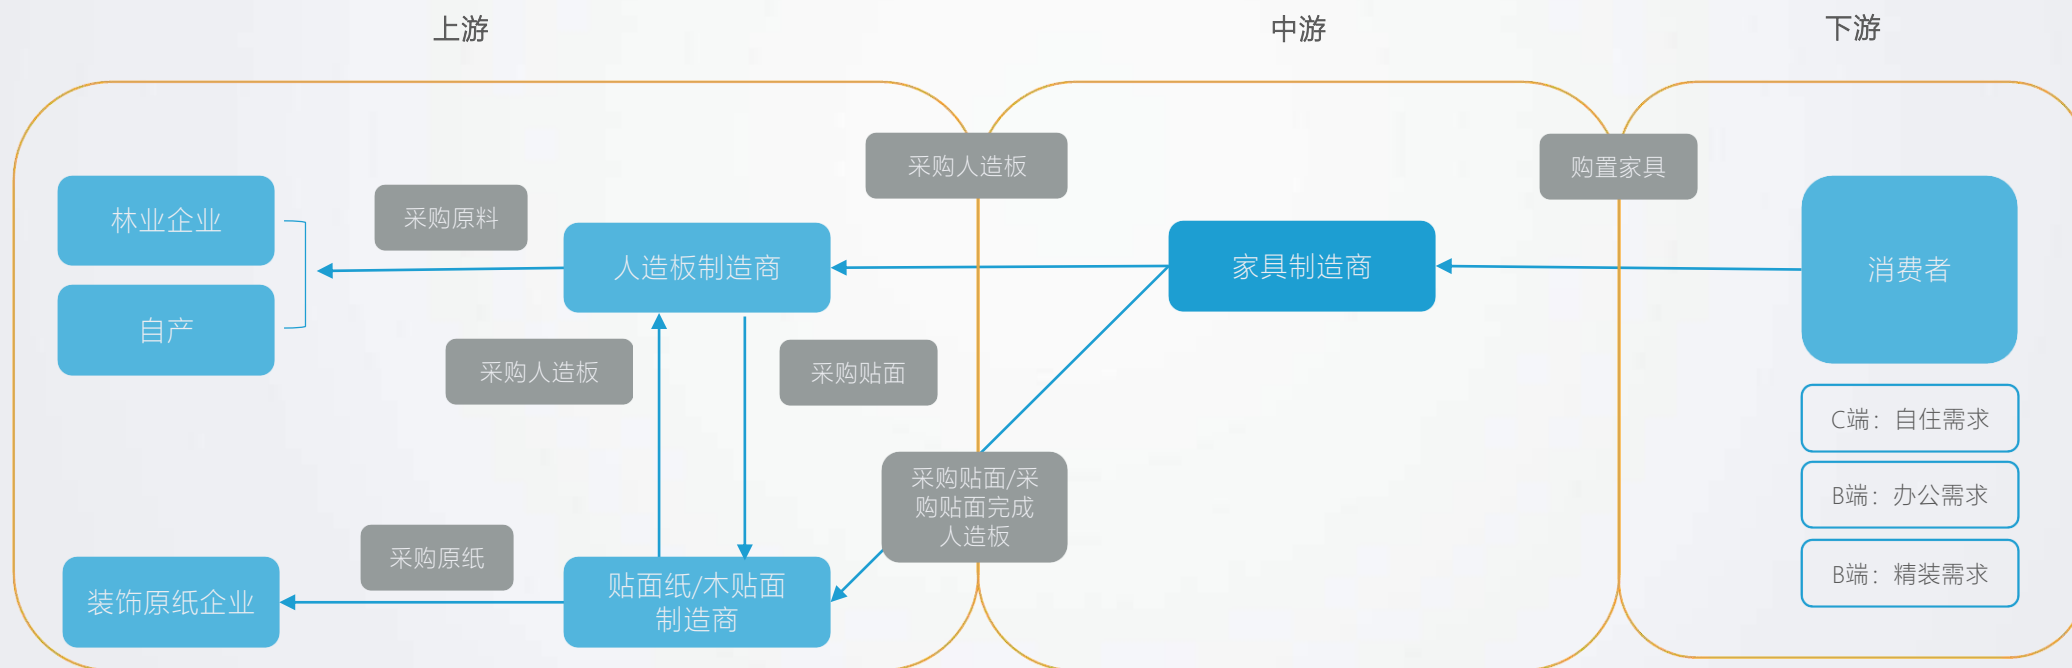 上游
中游
下游
采购人造板
购置家具
林业企业
采购原料
人造板制造商
家具制造商
消费者
自产
采购人造板
采购贴面
C端：自住需求
采购贴面/采
购贴面完成
人造板
B端：办公需求
采购原纸
B端：精装需求
装饰原纸企业
贴面纸/木贴面
制造商